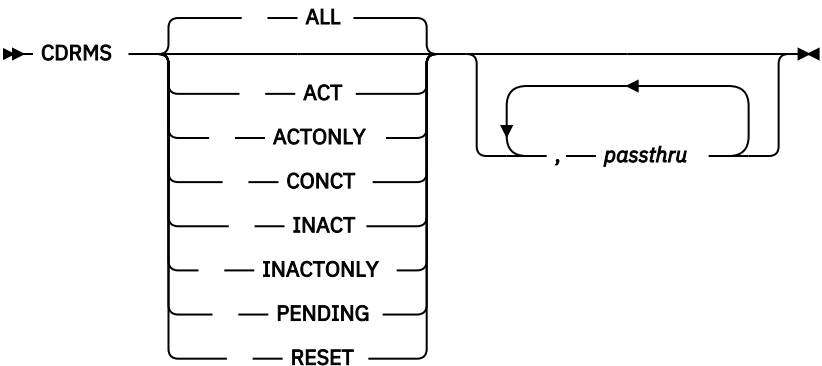 ALL
CDRMS
ACT
ACTONLY
CONCT
, passthru
INACT
INACTONLY
PENDING
RESET